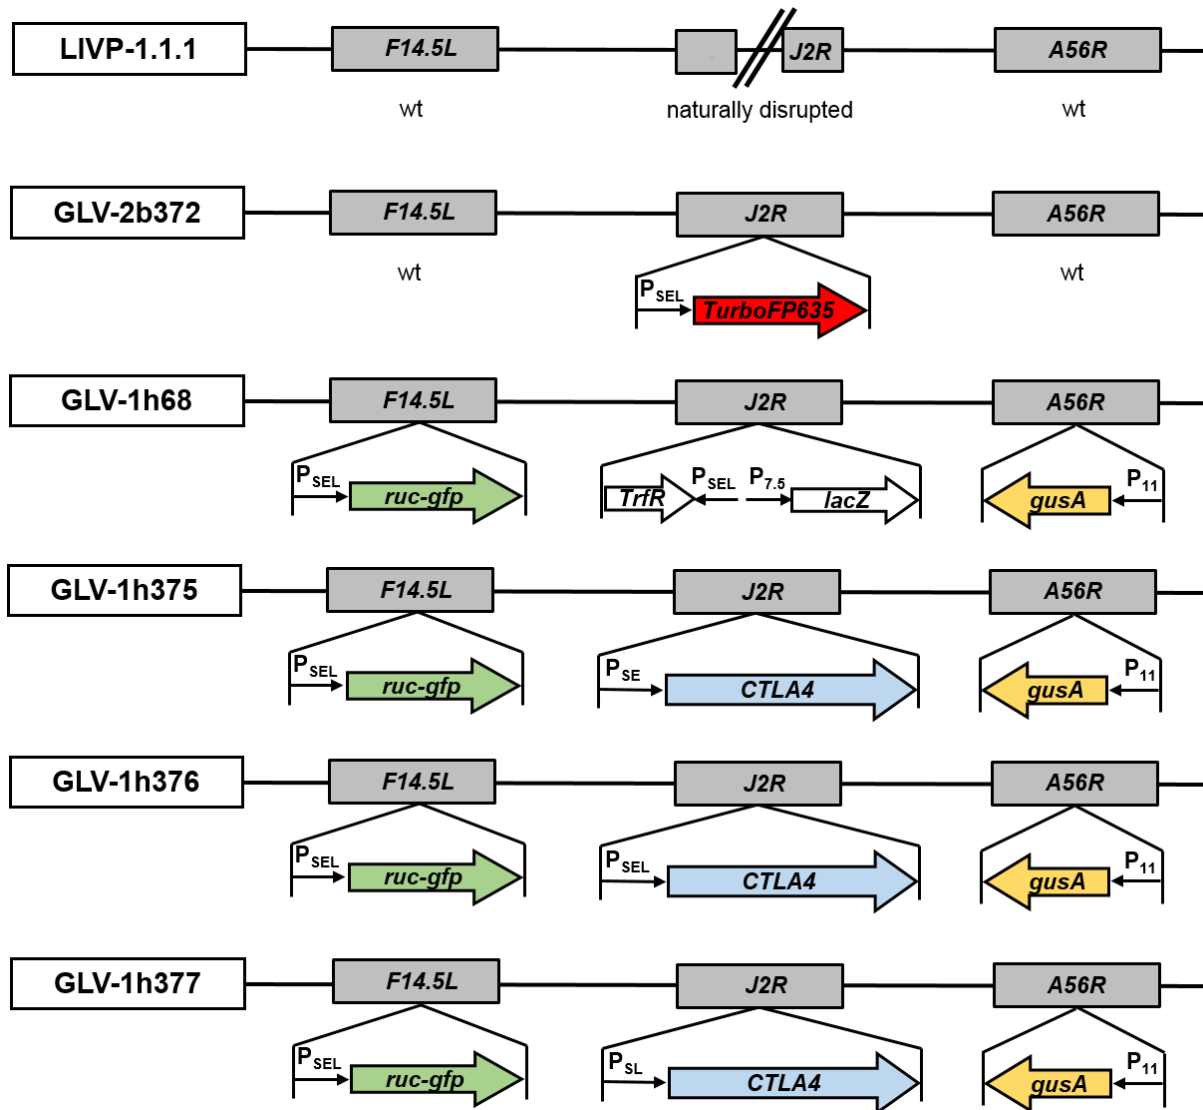 LIVP-1.1.1 F14.5L J2R A56R
wt naturally disrupted wt
GLV-2b372 F14.5L J2R A56R
wt wt
PSEL TurboFP635
GLV-1h68 F14.5L J2R A56R
PSEL ruc-gfp TrfR PSEL P7.5 lacZ gusA P11
GLV-1h375 F14.5L J2R A56R
PSEL ruc-gfp PSE CTLA4 gusA P11
GLV-1h376 F14.5L J2R A56R
PSEL ruc-gfp PSEL CTLA4 gusA P11
GLV-1h377 F14.5L J2R A56R
PSEL ruc-gfp PSL CTLA4 gusA P11